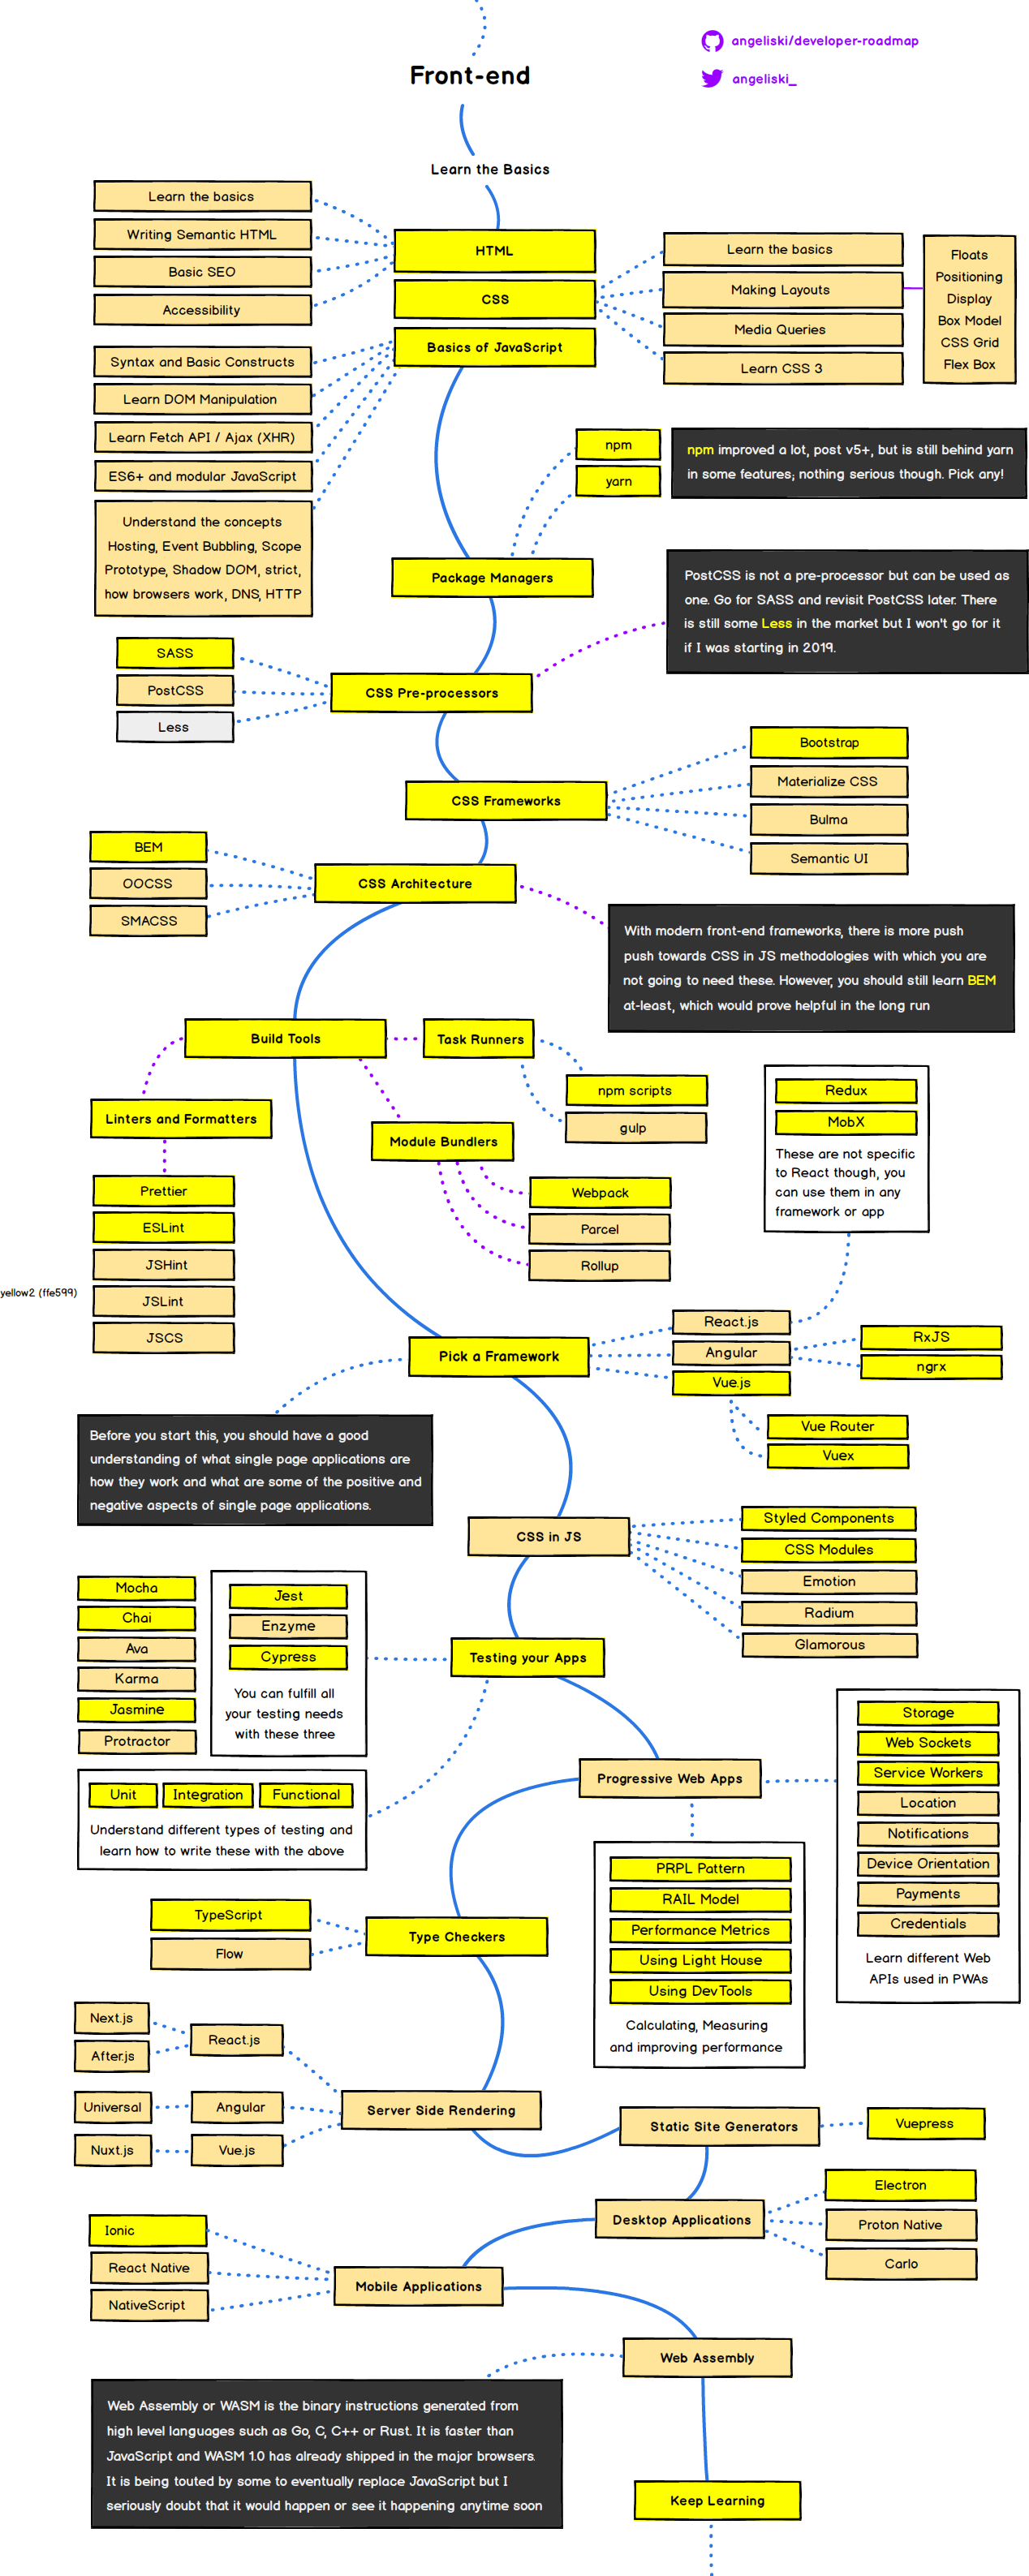 angeliski/developer-roadmap
angeliski_
Front-end
Learn the Basics
Learn the basics
Writing Semantic HTML
Basic SEO
Accessibility
HTML
CSS
Basics of JavaScript
Learn the basics
Making Layouts
Media Queries
Learn CSS 3
Floats
Positioning
Display
Box Model
CSS Grid
Flex Box
Syntax and Basic Constructs
Learn DOM Manipulation
Learn Fetch API / Ajax (XHR)
ES6+ and modular JavaScript
Understand the concepts
Hosting, Event Bubbling, Scope
Prototype, Shadow DOM, strict,
how browsers work, DNS, HTTP
npm
yarn
npm improved a lot, post v5+, but is still behind yarn
in some features; nothing serious though. Pick any!
Package Managers
PostCSS is not a pre-processor but can be used as
one. Go for SASS and revisit PostCSS later. There
is still some Less in the market but I won't go for it
if I was starting in 2019.
SASS
PostCSS
Less
CSS Pre-processors
CSS Frameworks
Bootstrap
Materialize CSS
Bulma
Semantic UI
BEM
OOCSS
SMACSS
CSS Architecture
With modern front-end frameworks, there is more push
push towards CSS in JS methodologies with which you are
not going to need these. However, you should still learn BEM
at-least, which would prove helpful in the long run
Build Tools
Task Runners
npm scripts
gulp
Linters and Formatters
Module Bundlers
Prettier
ESLint
JSHint
JSLint
JSCS
yellow2 (ffe599)
Webpack
Parcel
Rollup
Redux
MobX
These are not specific
to React though, you
can use them in any
framework or app
Pick a Framework
React.js
Angular
Vue.js
RxJS
ngrx
Vue Router
Vuex
Before you start this, you should have a good
understanding of what single page applications are
how they work and what are some of the positive and
negative aspects of single page applications.
CSS in JS
Styled Components
CSS Modules
Emotion
Radium
Glamorous
Mocha
Chai
Ava
Karma
Jasmine
Protractor
Jest
Enzyme
Cypress
You can fulfill all
your testing needs
with these three
Testing your Apps
Unit
Integration
Functional
Understand different types of testing and
learn how to write these with the above
Progressive Web Apps
Storage
Web Sockets
Service Workers
Location
Notifications
Device Orientation
Payments
Credentials
Learn different Web
APIs used in PWAs
PRPL Pattern
RAIL Model
Performance Metrics
Using Light House
Using DevTools
Calculating, Measuring
and improving performance
TypeScript
Flow
Type Checkers
Next.js
After.js
React.js
Universal
Angular
Nuxt.js
Vue.js
Server Side Rendering
Static Site Generators
Vuepress
Desktop Applications
Electron
Proton Native
Carlo
Ionic
React Native
NativeScript
Mobile Applications
Web Assembly
Web Assembly or WASM is the binary instructions generated from
high level languages such as Go, C, C++ or Rust. It is faster than
JavaScript and WASM 1.0 has already shipped in the major browsers.
It is being touted by some to eventually replace JavaScript but I
seriously doubt that it would happen or see it happening anytime soon
Keep Learning